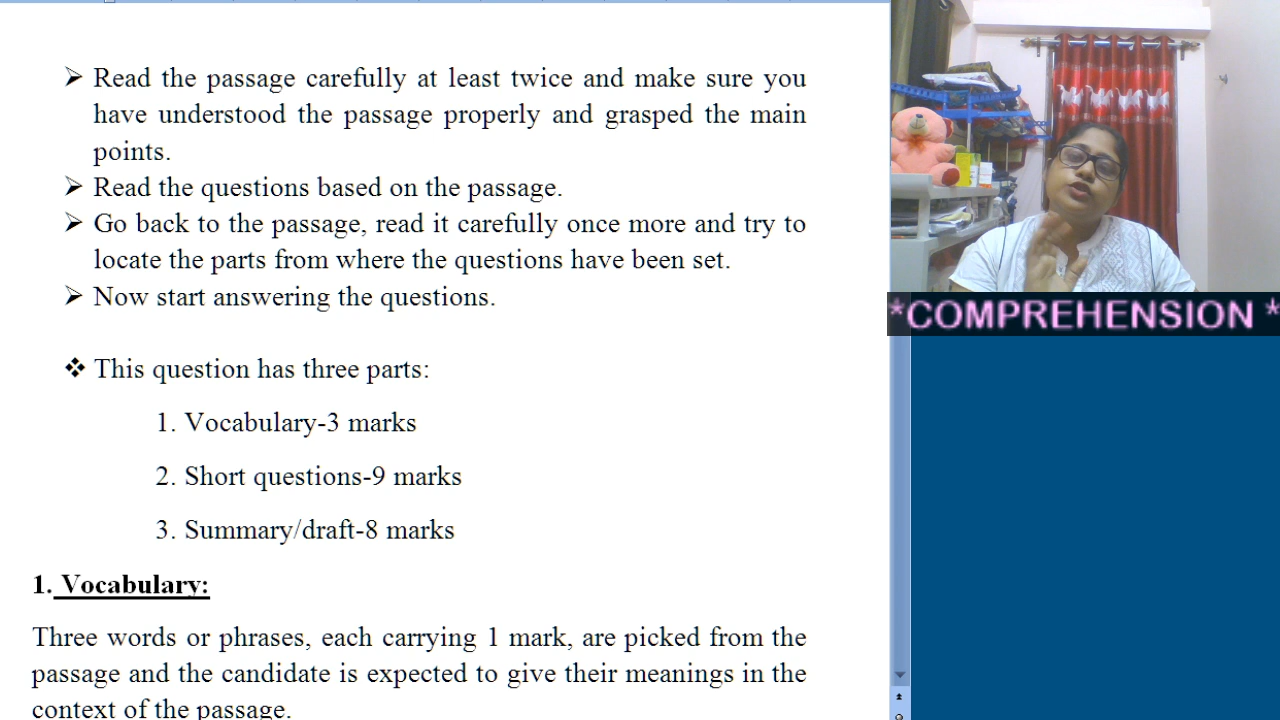 ➢ Read the passage carefully at least twice and make sure you
have understood the passage properly and grasped the main
points.
➢ Read the questions based on the passage.
➢ Go back to the passage, read it carefully once more and try to
locate the parts from where the questions have been set.
➢ Now start answering the questions.
❖ This question has three parts:
1. Vocabulary-3 marks
2. Short questions-9 marks
3. Summary/draft-8 marks
1. Vocabulary:
Three words or phrases, each carrying 1 mark, are picked from the
passage and the candidate is expected to give their meanings in the
context of the passage.
*COMPREHENSION *